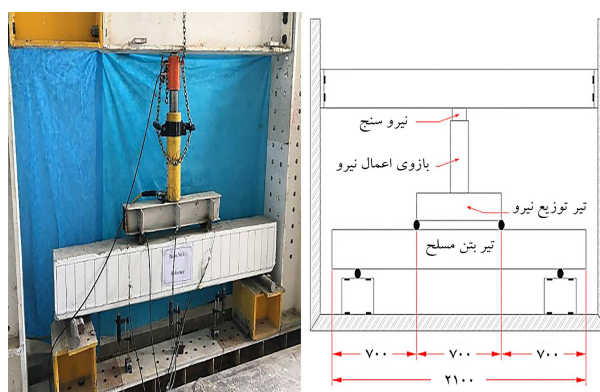 نیرو سنج
بازوی اعمال نیرو
تیر توزیع نیرو
تیر بتن مسلح
۷۰۰ ۷۰۰ ۷۰۰
۲۱۰۰